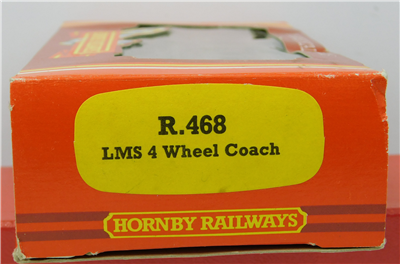 R.468
LMS 4 Wheel Coach
HORNBY RAILWAYS